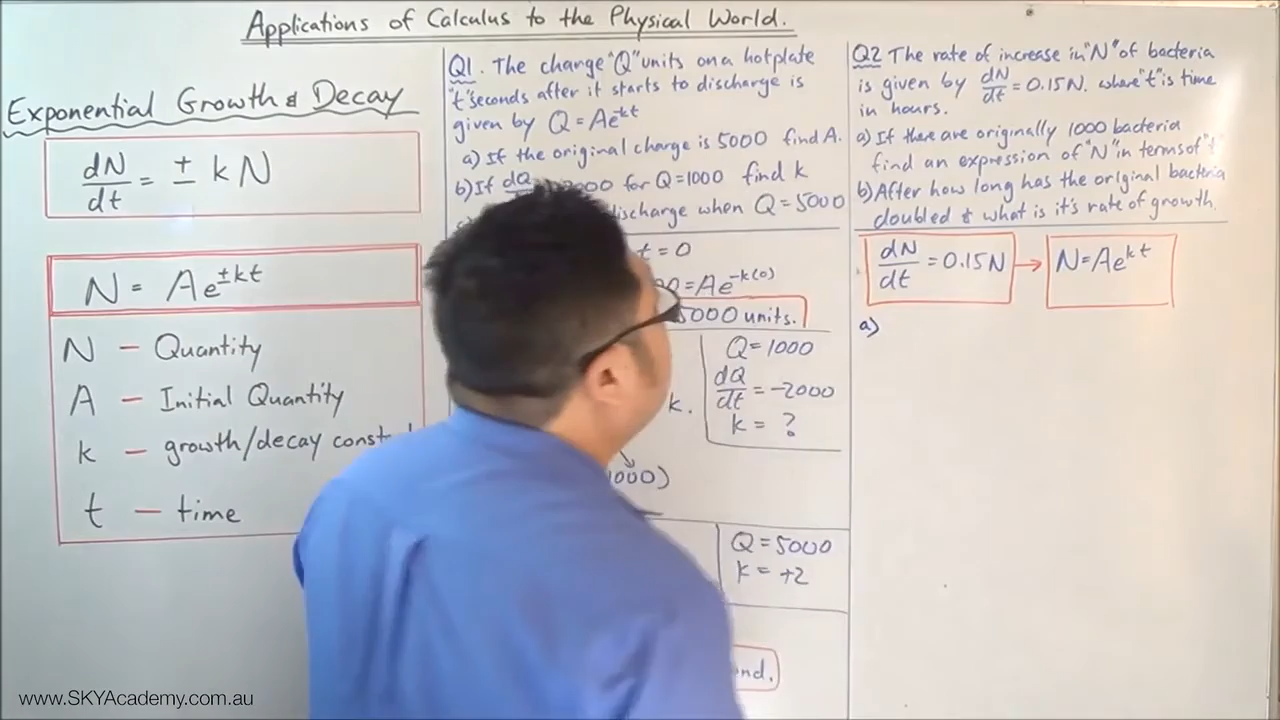 Applications of Calculus to the Physical World.
Exponential Growth & Decay
dN/dt = ± kN
N = Ae^±kt
N – Quantity
A – Initial Quantity
k – growth/decay const
t – time
Q1. The change "Q" units on a hotplate
"t" seconds after it starts to discharge is
given by Q = Ae^-kt
a) If the original charge is 5000 find A.
b) If dQ 2000 for Q=1000 find k
discharge when Q = 5000
t = 0
= Ae^-k(0)
5000 units.
Q = 1000
dQ/dt = -2000
k.
k = ?
1000)
Q = 5000
k = +2
nd.
Q2 The rate of increase in "N" of bacteria
is given by dN/dt = 0.15N. where "t" is time
in hours.
a) If there are originally 1000 bacteria
find an expression of "N" in terms of "t"
b) After how long has the original bacteria
doubled & what is it's rate of growth.
dN/dt = 0.15N → N = Ae^kt
a)
www.SKYAcademy.com.au